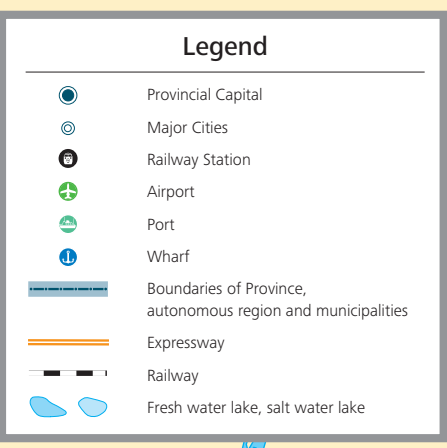 Legend
Provincial Capital
Major Cities
Railway Station
Airport
Port
Wharf
Boundaries of Province,
autonomous region and municipalities
Expressway
Railway
Fresh water lake, salt water lake